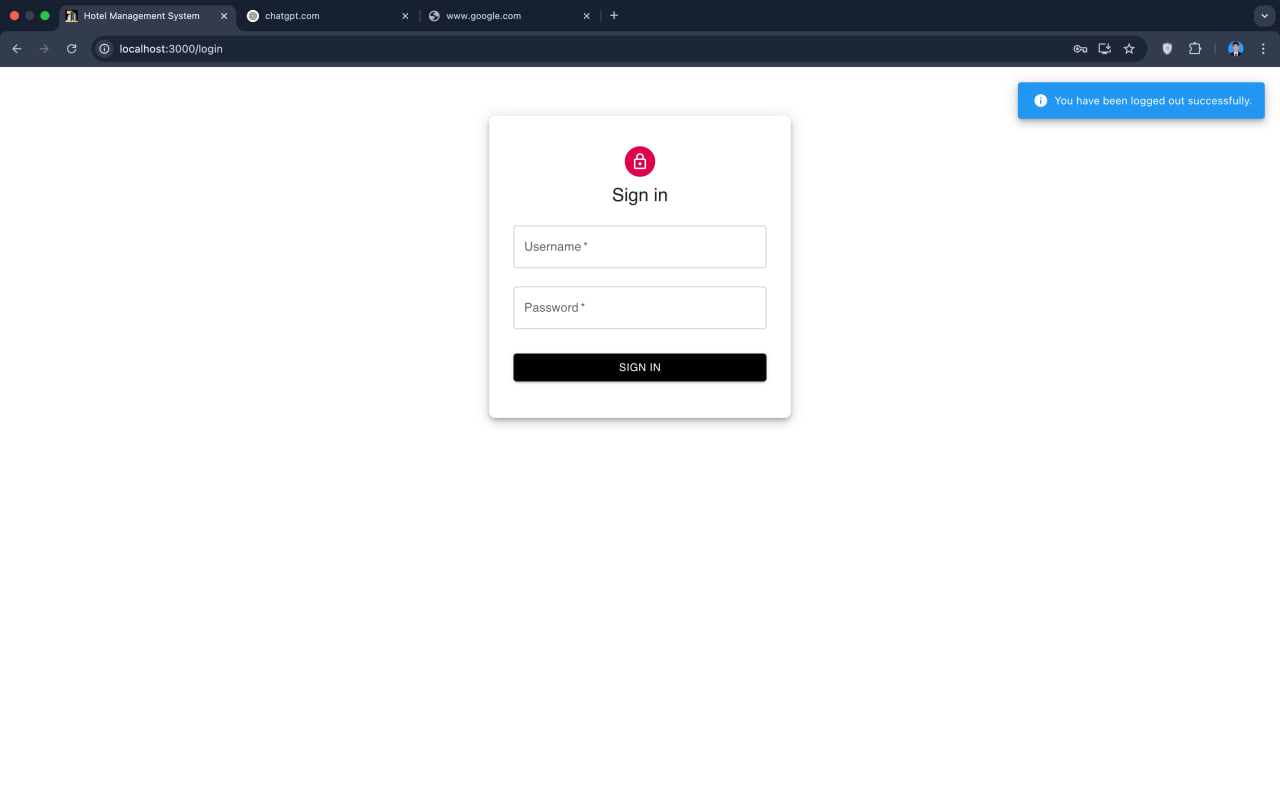 Hotel Management System
chatgpt.com
www.google.com
localhost:3000/login
You have been logged out successfully.
Sign in
Username *
Password *
SIGN IN